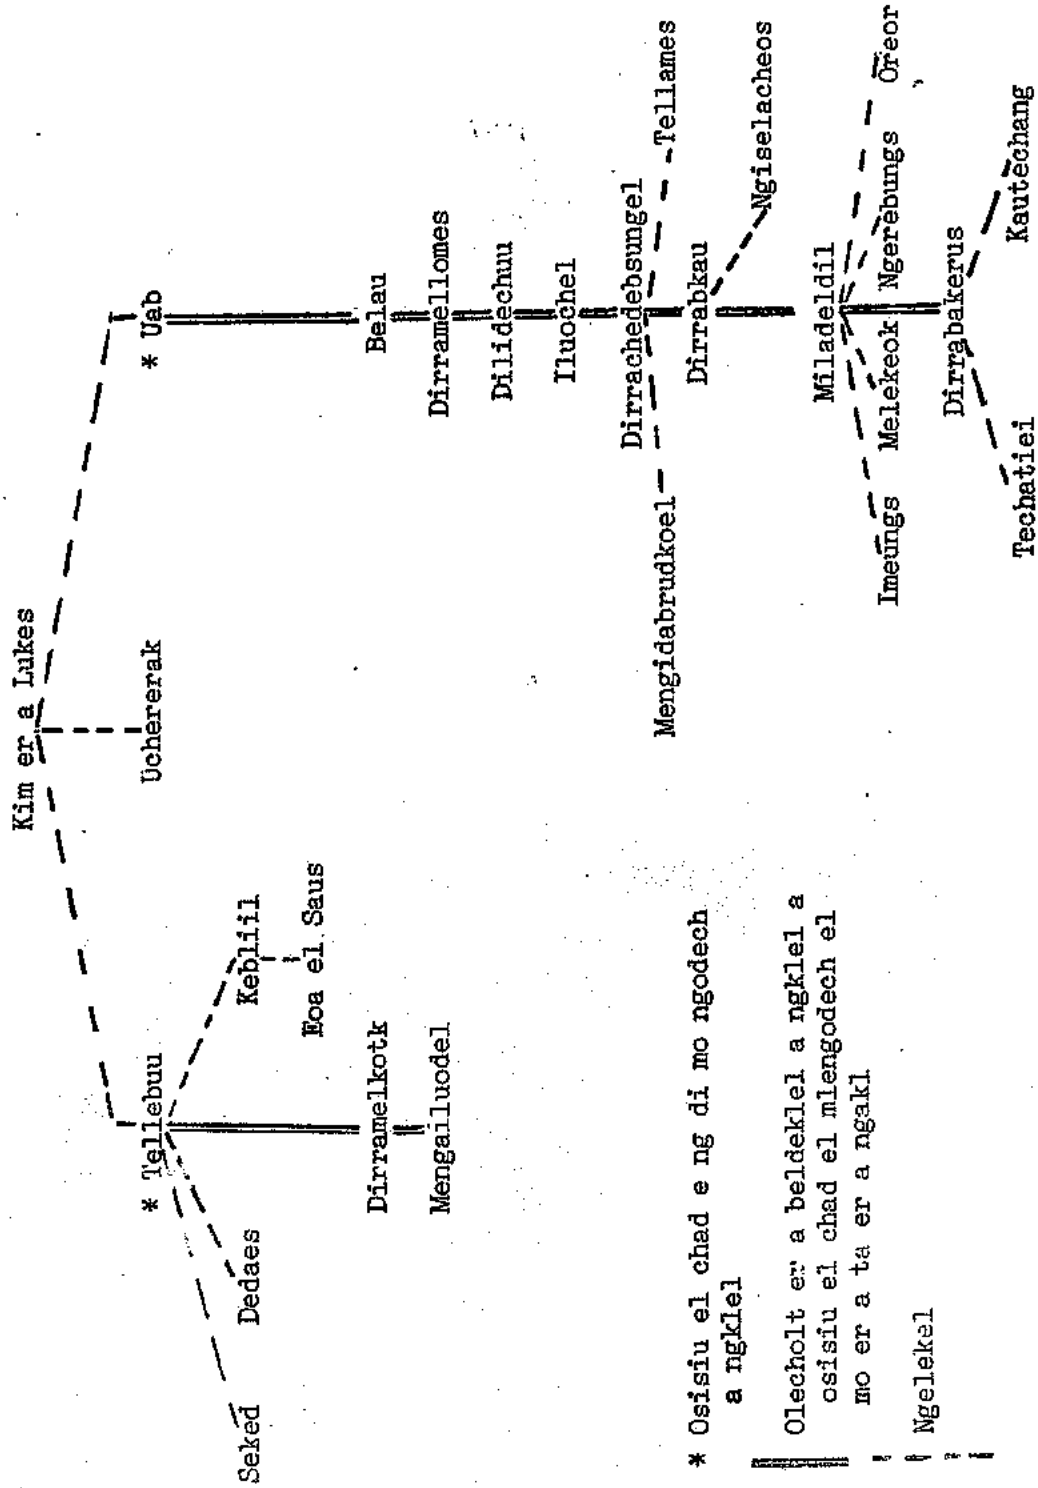 Kim er a Lukes
* Tellebuu
Uchererak
* Uab
Seked
Dedaes
Kebliil
Eoa el Saus
Dirramelkotk
Mengailuodel
Belau
Dirramellomes
Dilidechuu
Iluochel
Dirrachedebsungel
Mengidabrudkoel
Tellames
Dirrabkau
Ngiselacheos
Miladeldil
Imeungs
Melekeok
Ngerebungs
Oreor
Dirrabakerus
Techatiei
Kautechang
* Osisiu el chad e ng di mo ngodech
a ngklel
Olecholt er a beldeklel a ngklel a
osisiu el chad el mlengodech el
mo er a ta er a ngakl
Ngelekel